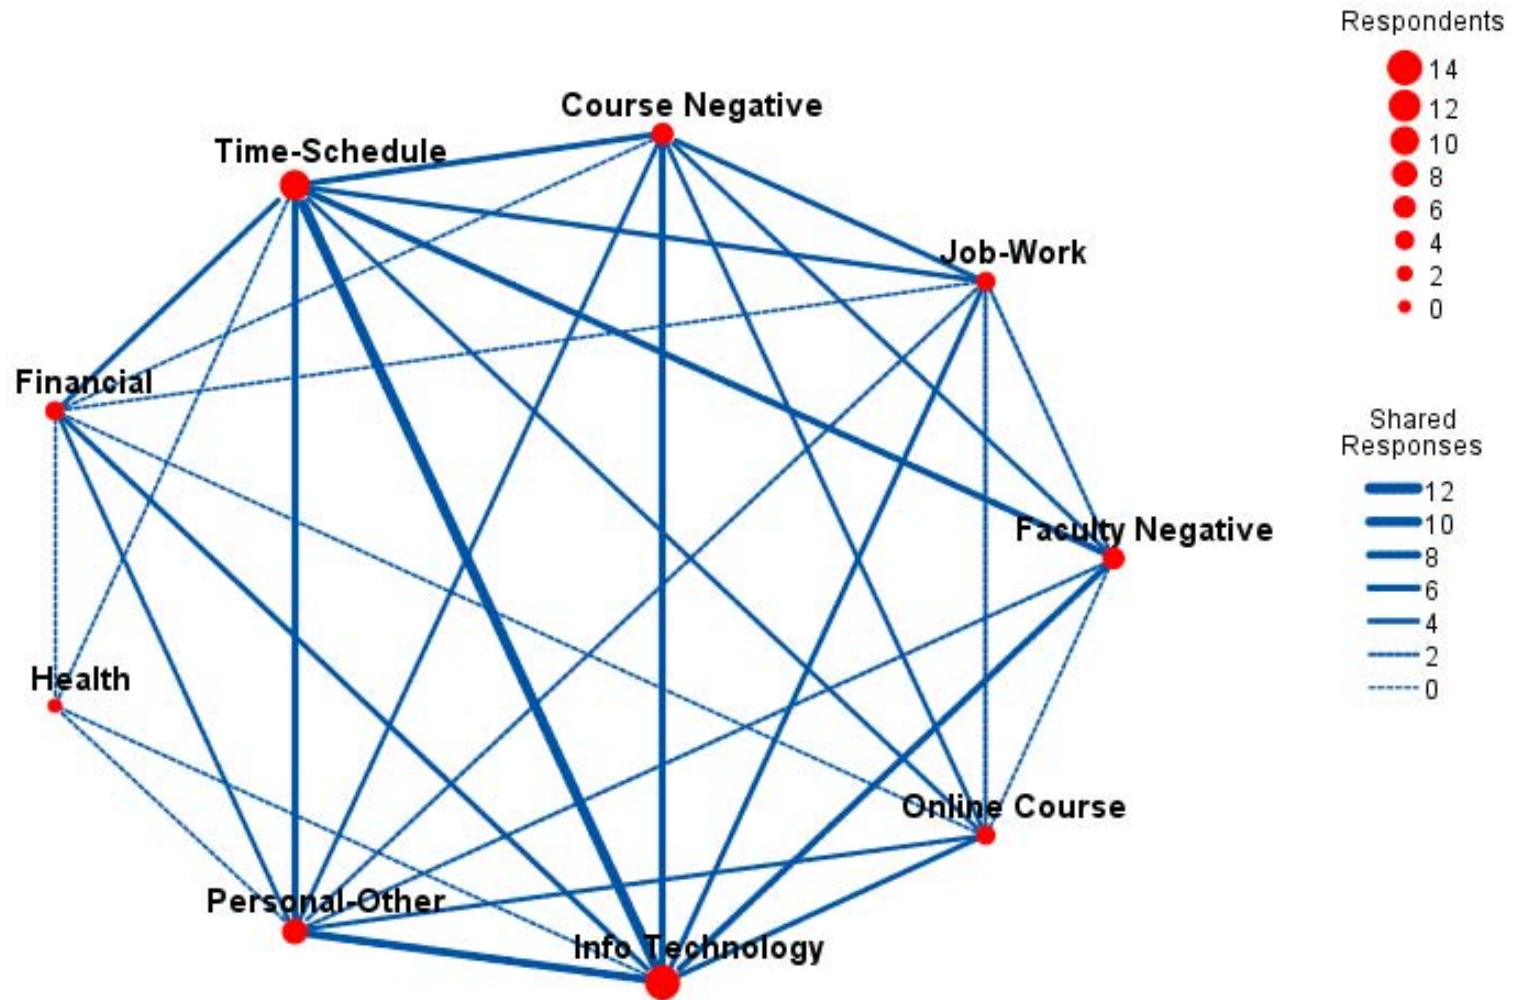 Respondents
14
12
10
8
6
4
2
0
Course Negative
Time-Schedule
Job-Work
Financial
Shared
Responses
12
10
8
6
4
2
0
Faculty Negative
Health
Online Course
Personal-Other
Info Technology